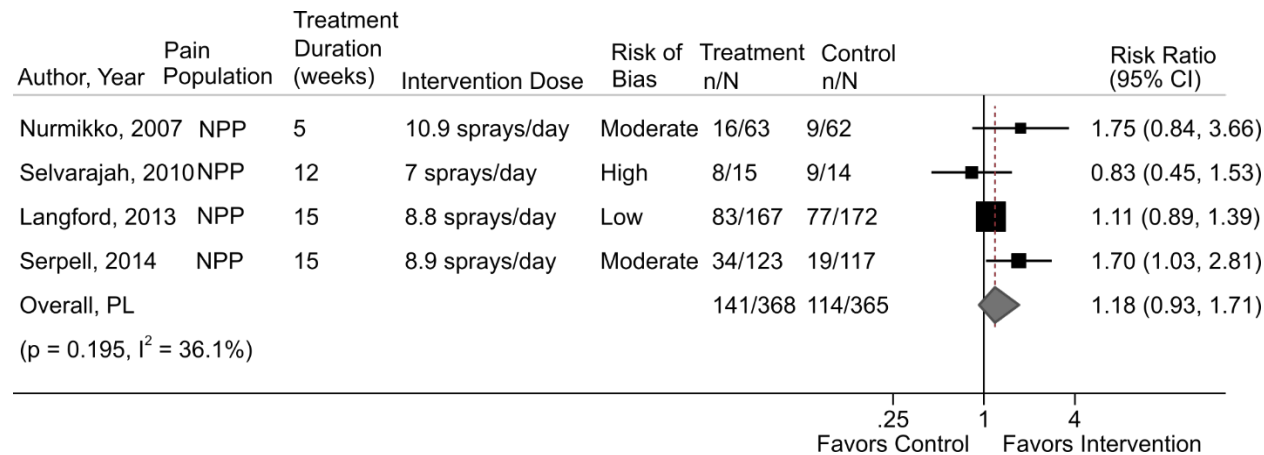 Author, Year Pain Population Treatment Duration (weeks) Intervention Dose Risk of Bias Treatment n/N Control n/N Risk Ratio (95% CI)
Nurmikko, 2007 NPP 5 10.9 sprays/day Moderate 16/63 9/62 1.75 (0.84, 3.66)
Selvarajah, 2010 NPP 12 7 sprays/day High 8/15 9/14 0.83 (0.45, 1.53)
Langford, 2013 NPP 15 8.8 sprays/day Low 83/167 77/172 1.11 (0.89, 1.39)
Serpell, 2014 NPP 15 8.9 sprays/day Moderate 34/123 19/117 1.70 (1.03, 2.81)
Overall, PL 141/368 114/365 1.18 (0.93, 1.71)
(p = 0.195, I² = 36.1%)
.25 1 4
Favors Control Favors Intervention